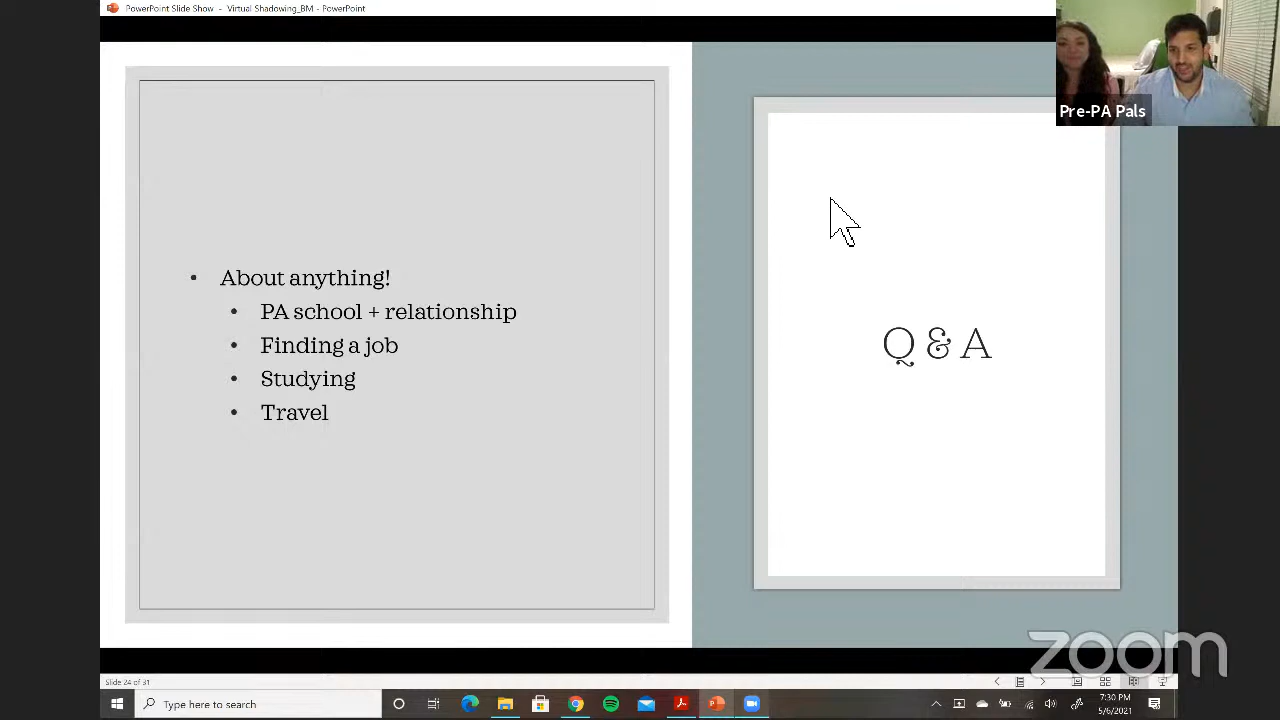 PowerPoint Slide Show - Virtual Shadowing_BM - PowerPoint
Pre-PA Pals
• About anything!
• PA school + relationship
• Finding a job
• Studying
• Travel
Q & A
zoom
Slide 24 of 31
Type here to search
7:30 PM
5/6/2021